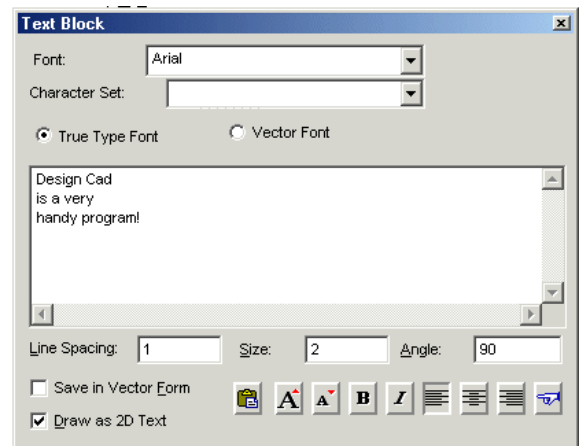 Text Block
Font: Arial
Character Set:
True Type Font Vector Font
Design Cad
is a very
handy program!
Line Spacing: 1 Size: 2 Angle: 90
Save in Vector Form
A A B I
Draw as 2D Text